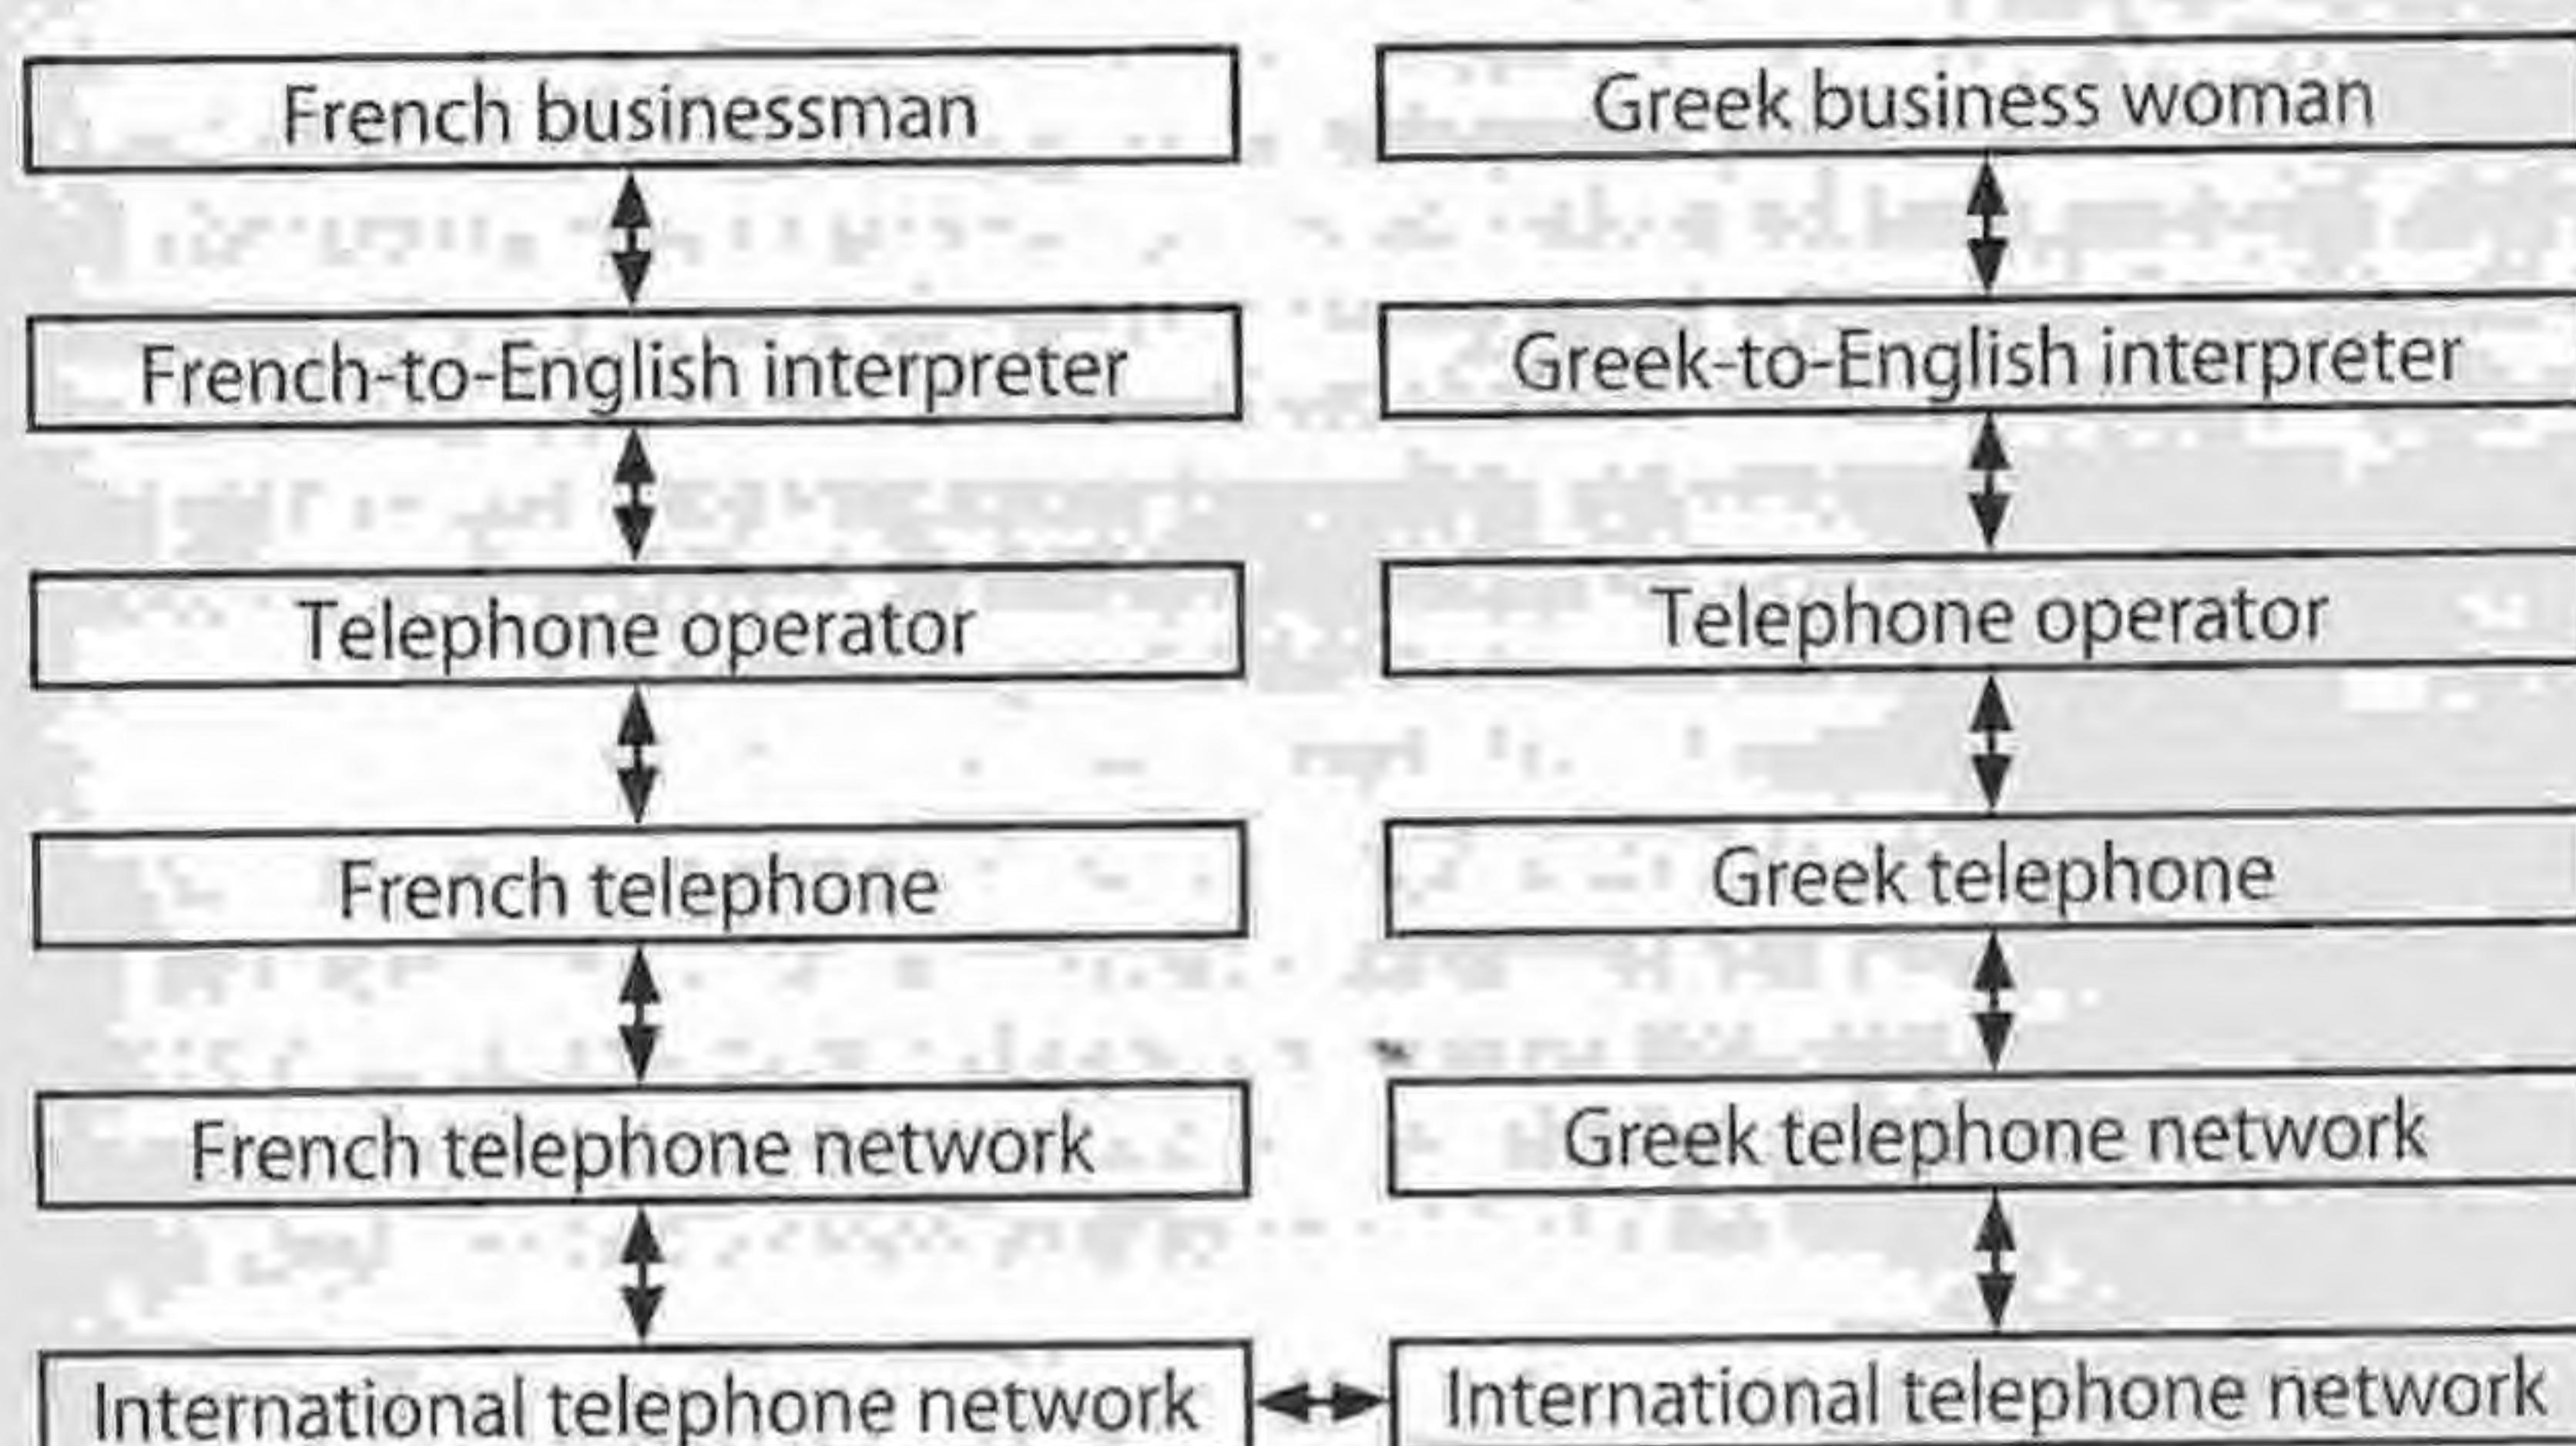 French businessman
Greek business woman
French-to-English interpreter
Greek-to-English interpreter
Telephone operator
Telephone operator
French telephone
Greek telephone
French telephone network
Greek telephone network
International telephone network
International telephone network